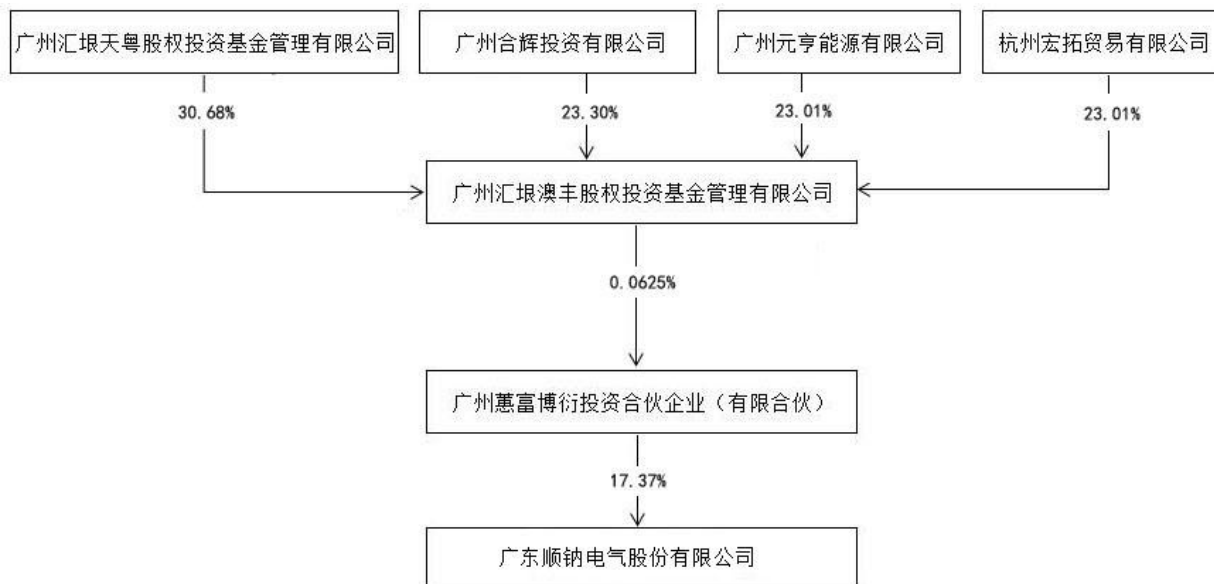 广州汇垠天粤股权投资基金管理有限公司
广州合辉投资有限公司
广州元亨能源有限公司
杭州宏拓贸易有限公司
30.68%
23.30%
23.01%
23.01%
广州汇垠澳丰股权投资基金管理有限公司
0.0625%
广州蕙富博衍投资合伙企业（有限合伙）
17.37%
广东顺钠电气股份有限公司